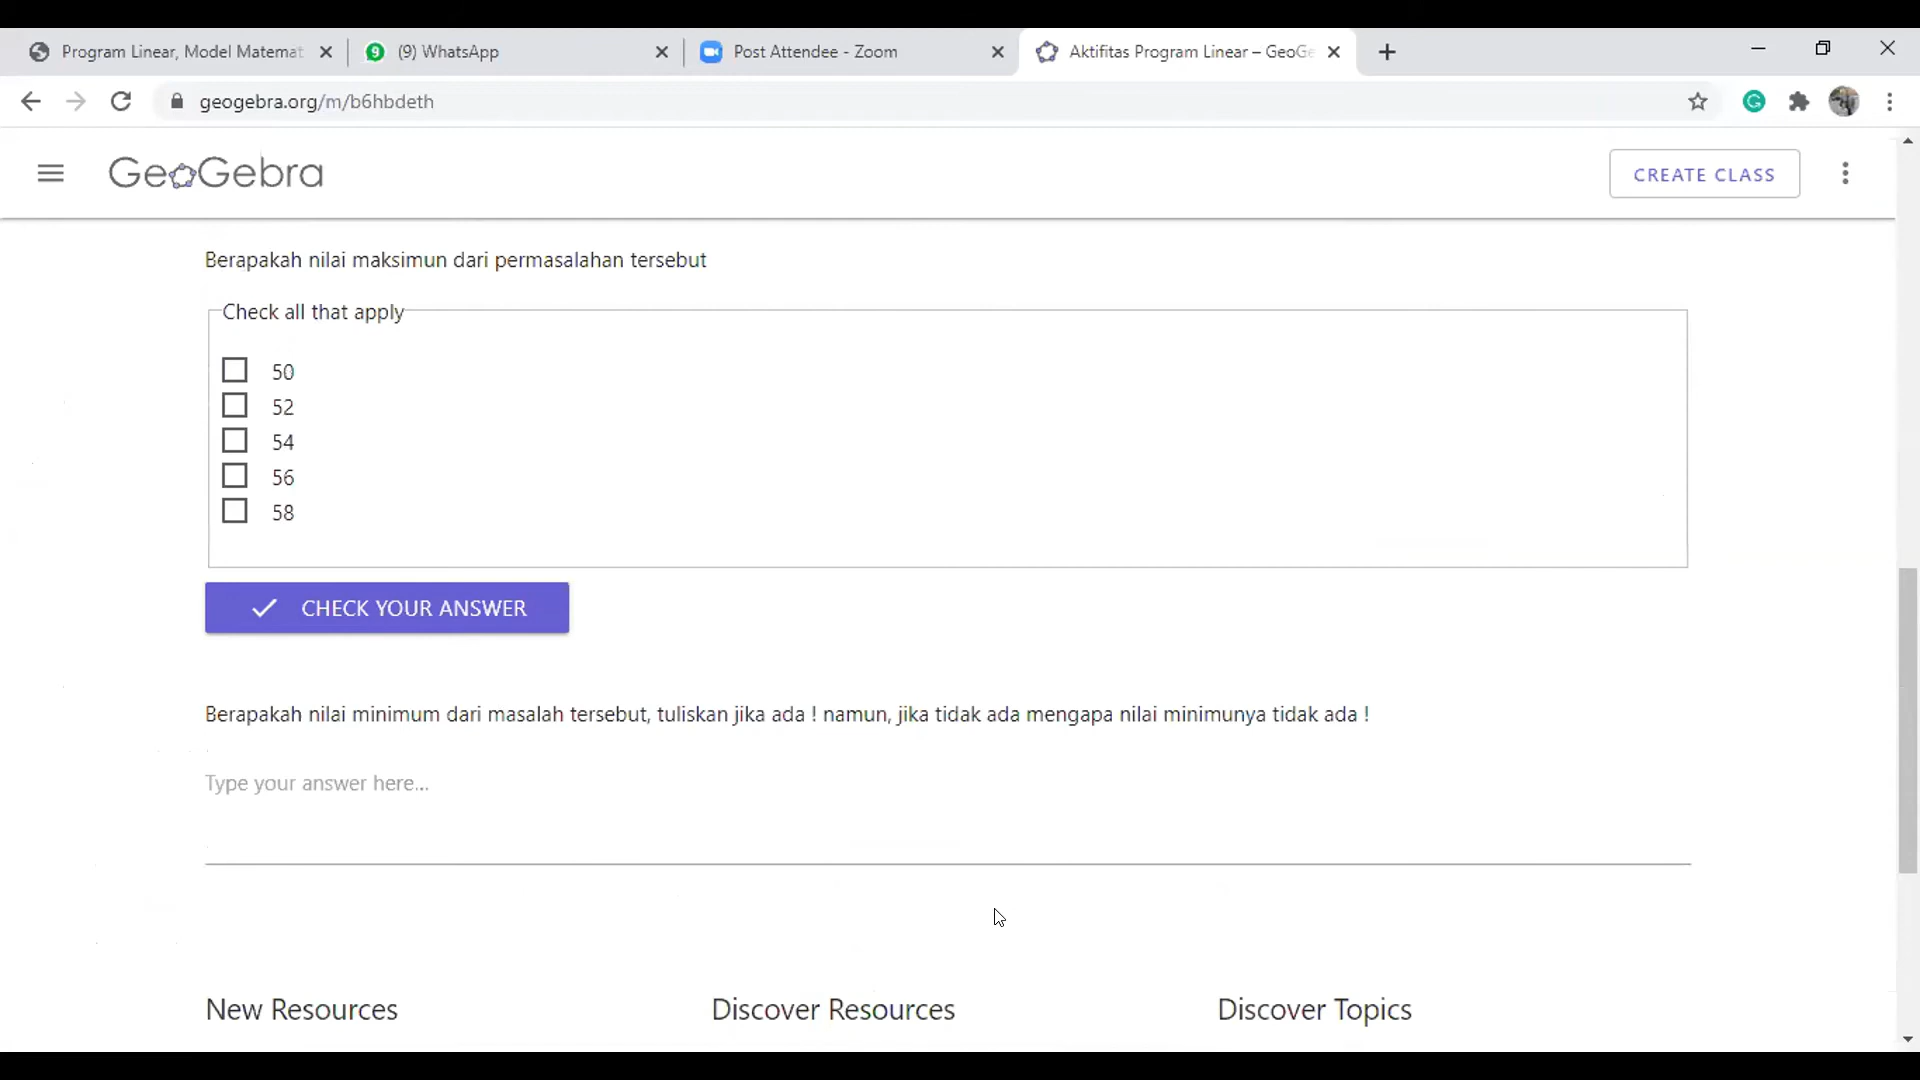 Program Linear, Model Matemat
(9) WhatsApp
Post Attendee - Zoom
Aktifitas Program Linear – GeoGe
geogebra.org/m/b6hbdeth
GeoGebra
CREATE CLASS
Berapakah nilai maksimun dari permasalahan tersebut
Check all that apply
50
52
54
56
58
CHECK YOUR ANSWER
Berapakah nilai minimum dari masalah tersebut, tuliskan jika ada ! namun, jika tidak ada mengapa nilai minimunya tidak ada !
Type your answer here...
New Resources
Discover Resources
Discover Topics